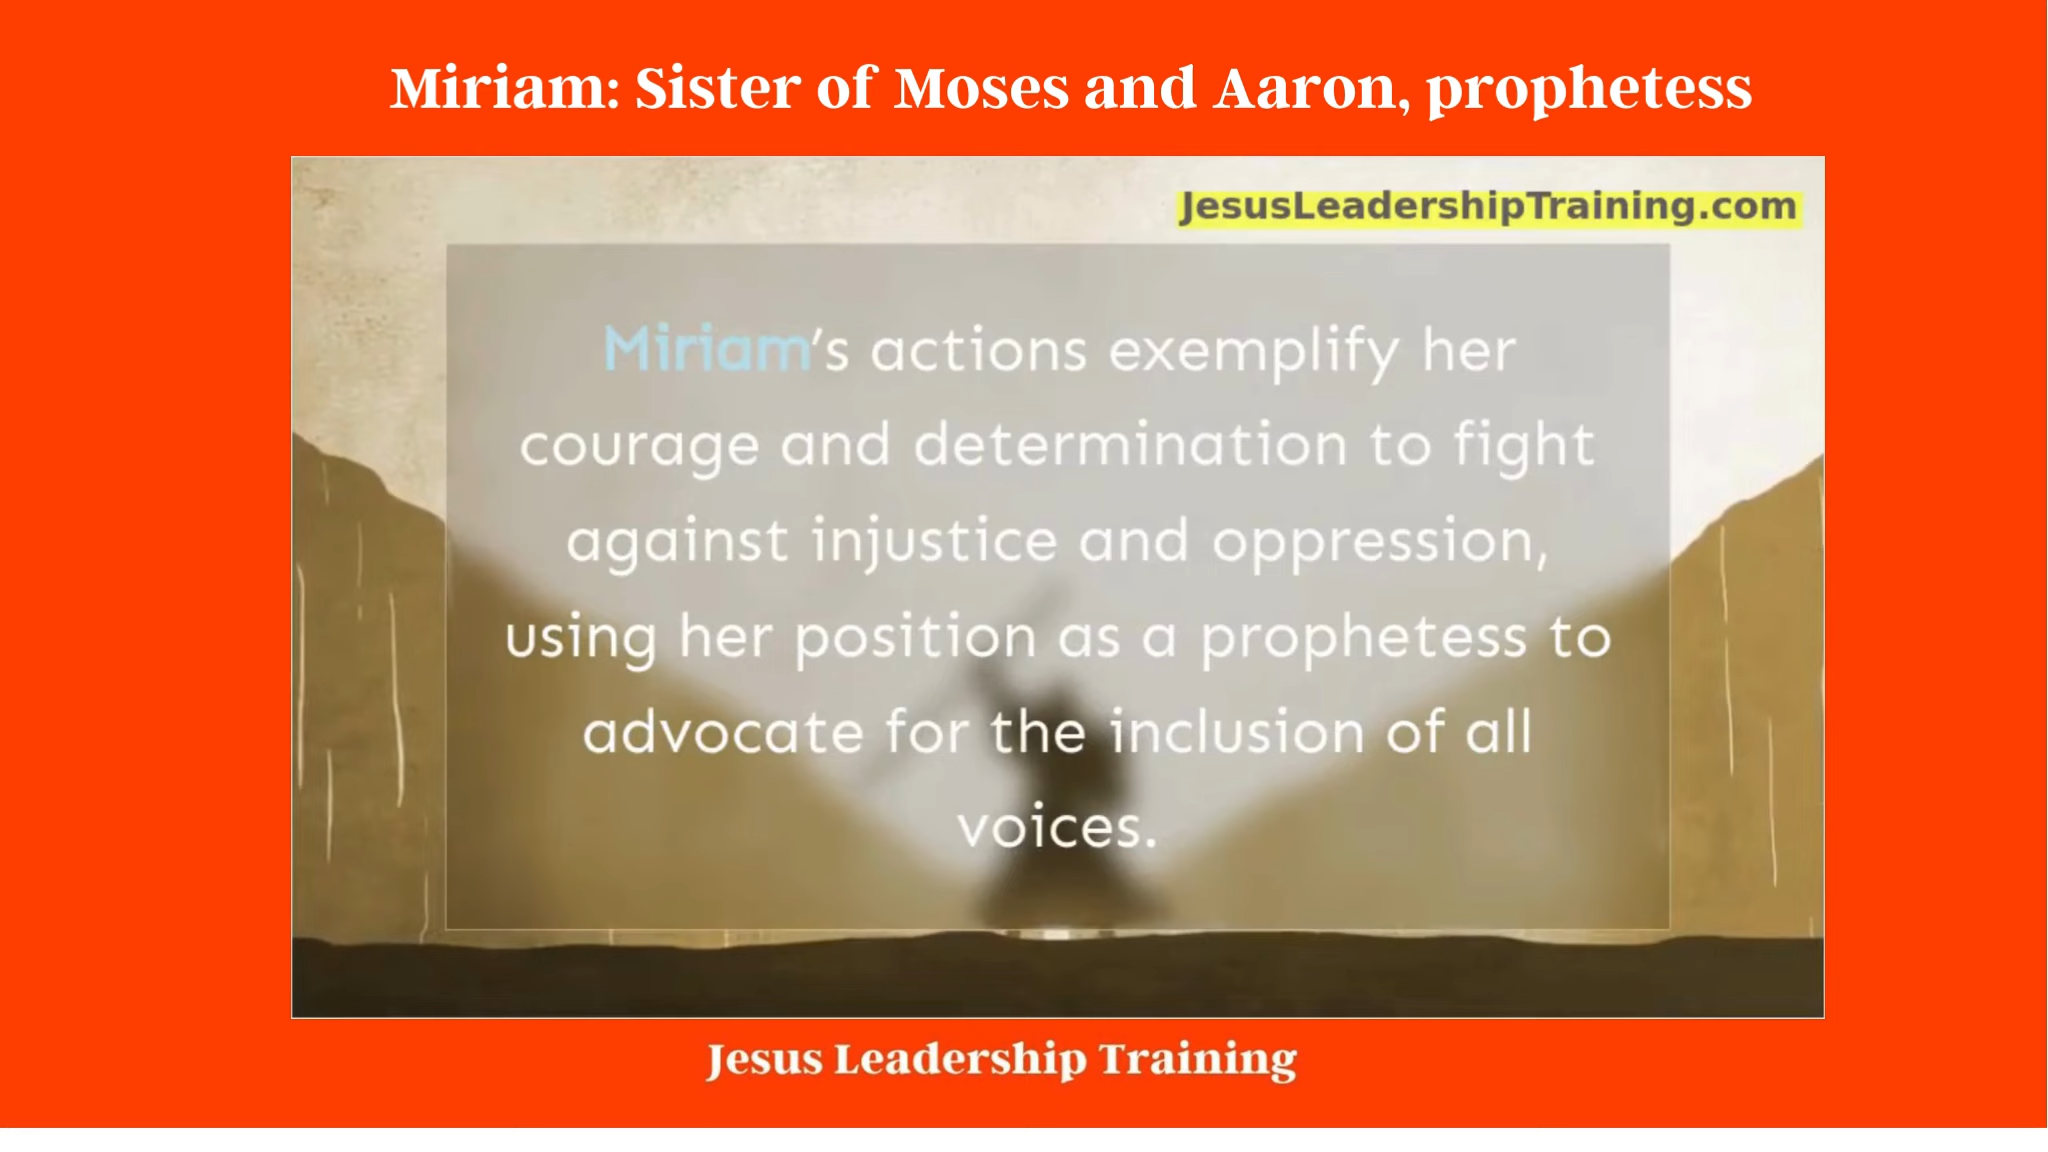 Miriam: Sister of Moses and Aaron, prophetess
JesusLeadershipTraining.com
Miriam’s actions exemplify her
courage and determination to fight
against injustice and oppression,
using her position as a prophetess to
advocate for the inclusion of all
voices.
Jesus Leadership Training